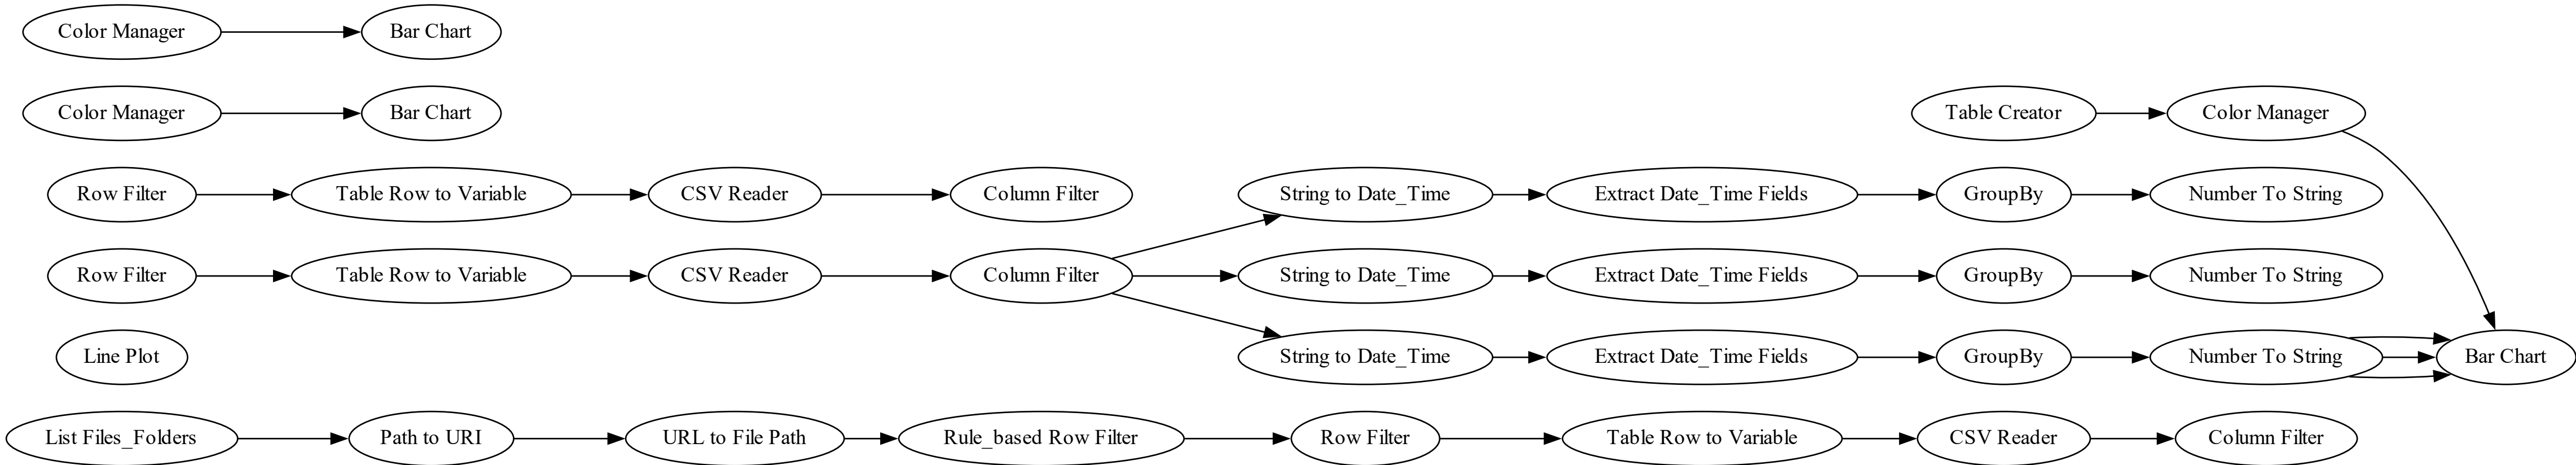 Color Manager
Bar Chart
Color Manager
Bar Chart
Table Creator
Color Manager
Row Filter
Table Row to Variable
CSV Reader
Column Filter
String to Date_Time
Extract Date_Time Fields
GroupBy
Number To String
Row Filter
Table Row to Variable
CSV Reader
Column Filter
String to Date_Time
Extract Date_Time Fields
GroupBy
Number To String
Line Plot
String to Date_Time
Extract Date_Time Fields
GroupBy
Number To String
Bar Chart
List Files_Folders
Path to URI
URL to File Path
Rule_based Row Filter
Row Filter
Table Row to Variable
CSV Reader
Column Filter